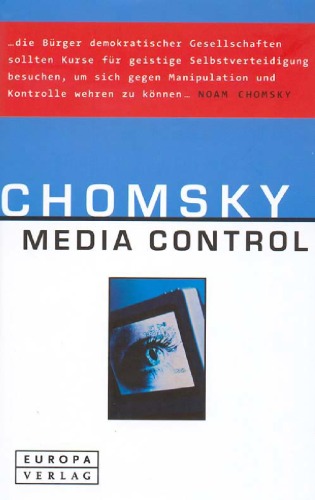 …die Bürger demokratischer Gesellschaften
sollten Kurse für geistige Selbstverteidigung
besuchen, um sich gegen Manipulation und
Kontrolle wehren zu können… NOAM CHOMSKY
CHOMSKY
MEDIA CONTROL
EUROPA
VERLAG